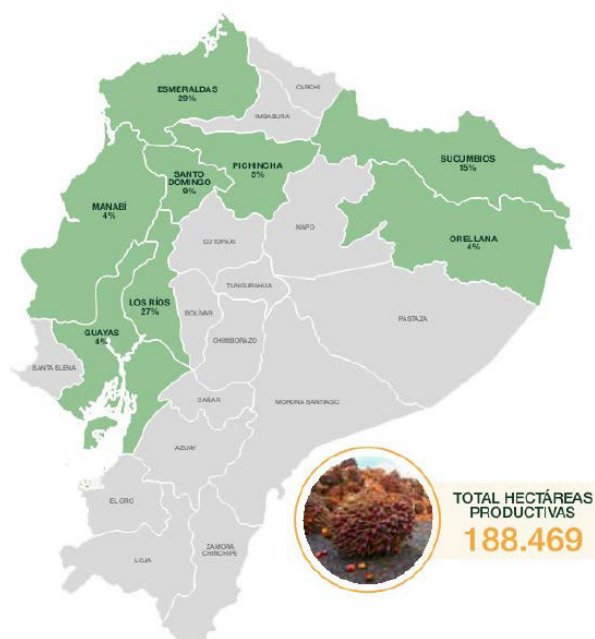 ESMERALDAS
29%
CARCHI
IMBABURA
SUCUMBIOS
15%
PICHINCHA
8%
SANTO
DOMINGO
9%
MANABÍ
4%
ORELLANA
4%
NAPO
COTOPAXI
TUNGURAHUA
LOS RÍOS
27%
BOLÍVAR
PASTAZA
GUAYAS
4%
CHIMBORAZO
SANTA ELENA
MORONA SANTIAGO
CAÑAR
AZUAY
EL ORO
LOJA
ZAMORA
CHINCHIPE
TOTAL HECTÁREAS
PRODUCTIVAS
188.469